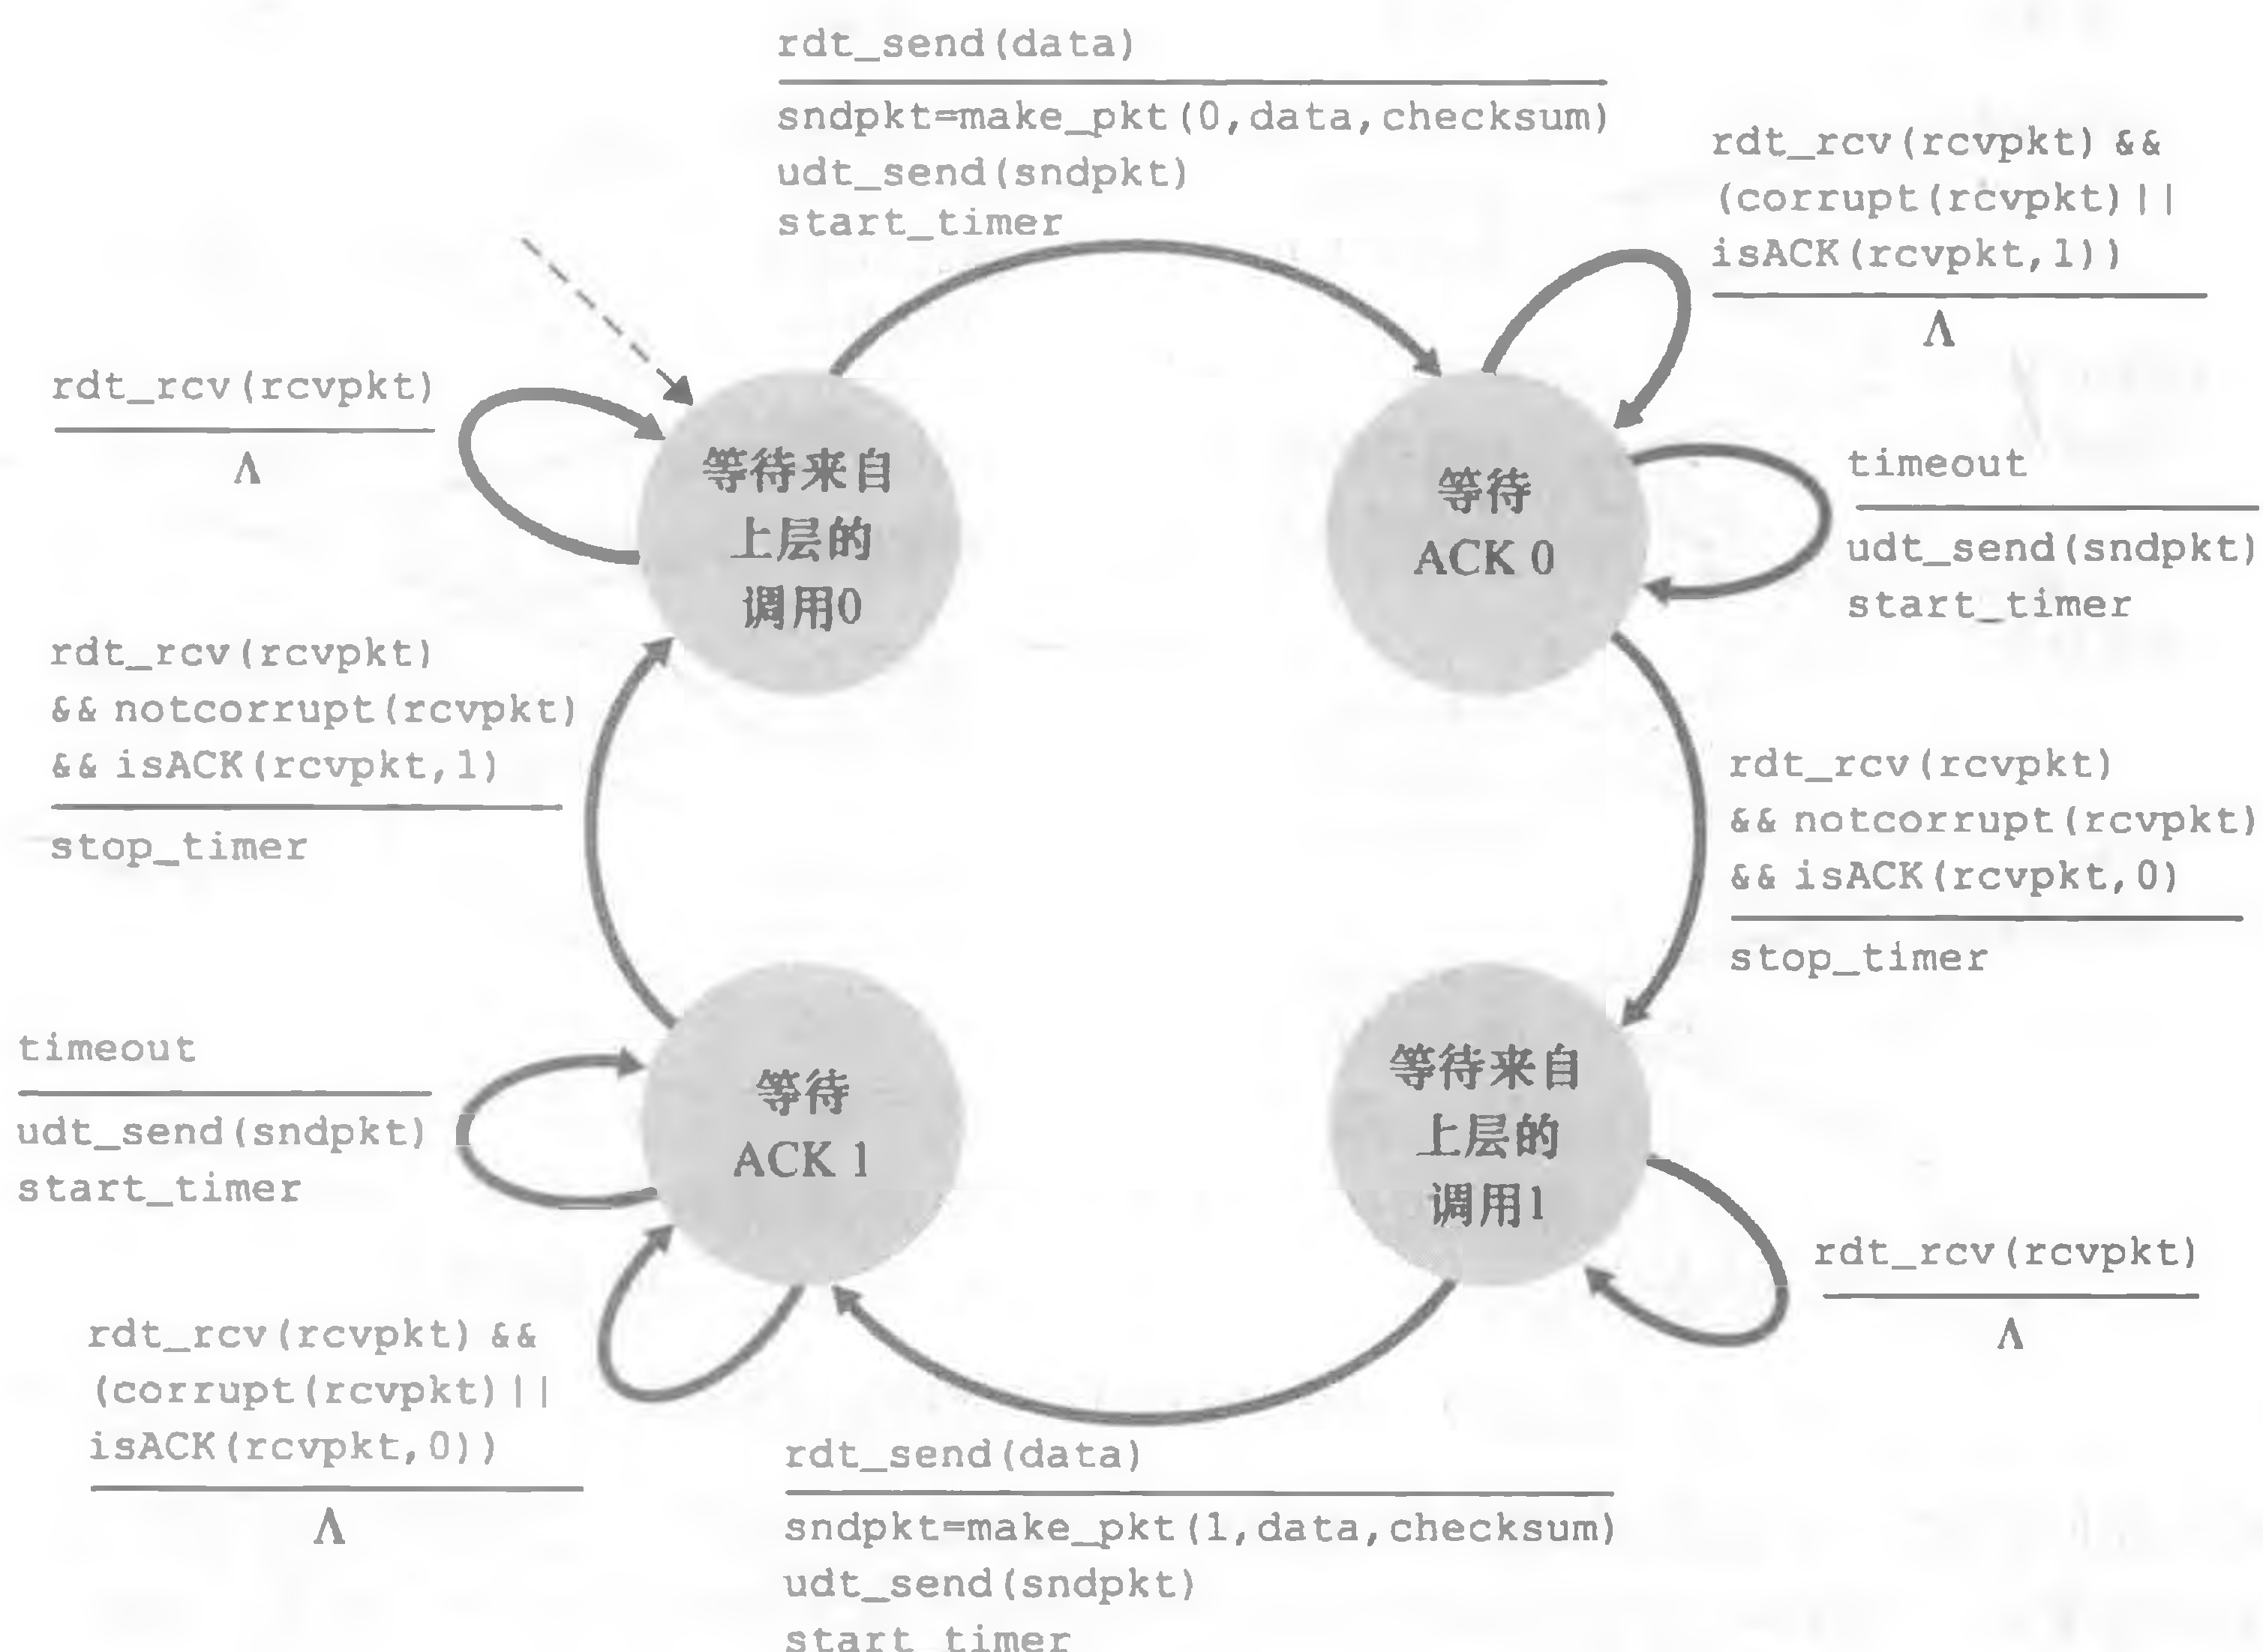 rdt_send(data)
sndpkt=make_pkt(0,data,checksum)
udt_send(sndpkt)
start_timer
rdt_rcv(rcvpkt) &&
(corrupt(rcvpkt)||
isACK(rcvpkt,1))
Λ
rdt_rcv(rcvpkt)
Λ
等待来自
上层的
调用0
等待
ACK 0
timeout
udt_send(sndpkt)
start_timer
rdt_rcv(rcvpkt)
&& notcorrupt(rcvpkt)
&& isACK(rcvpkt,1)
stop_timer
rdt_rcv(rcvpkt)
&& notcorrupt(rcvpkt)
&& isACK(rcvpkt,0)
stop_timer
timeout
udt_send(sndpkt)
start_timer
等待
ACK 1
等待来自
上层的
调用1
rdt_rcv(rcvpkt)
Λ
rdt_rcv(rcvpkt) &&
(corrupt(rcvpkt)||
isACK(rcvpkt,0))
Λ
rdt_send(data)
sndpkt=make_pkt(1,data,checksum)
udt_send(sndpkt)
start_timer